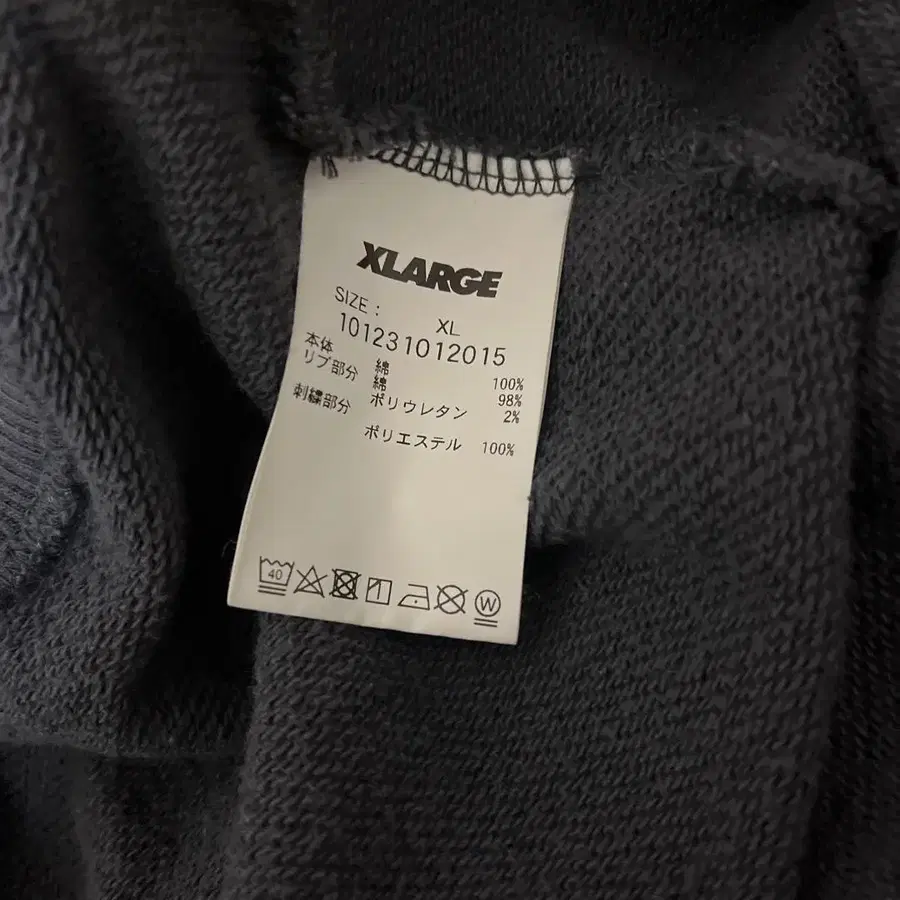 XLARGE
SIZE : XL
101231012015
本体 綿 100%
リブ部分 綿 98%
ポリウレタン 2%
刺繍部分
ポリエステル 100%
40
W